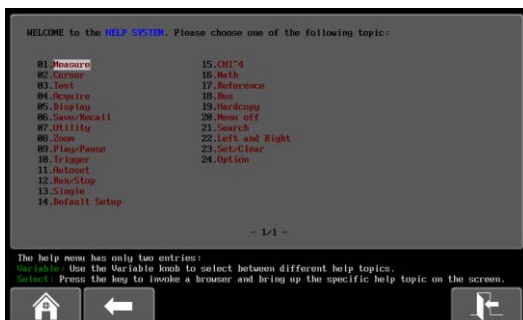 WELCOME to the HELP SYSTEM. Please choose one of the following topic:
01.Measure
02.Cursor
03.Test
04.Acquire
05.Display
06.Save/Recall
07.Utility
08.Zoom
09.Play/Pause
10.Trigger
11.Autoset
12.Run/Stop
13.Single
14.Default Setup
15.CH1~4
16.Math
17.Reference
18.Bus
19.Hardcopy
20.Menu off
21.Search
22.Left and Right
23.Set/Clear
24.Option
- 1/1 -
The help menu has only two entries:
Variable: Use the Variable knob to select between different help topics.
Select: Press the key to invoke a browser and bring up the specific help topic on the screen.